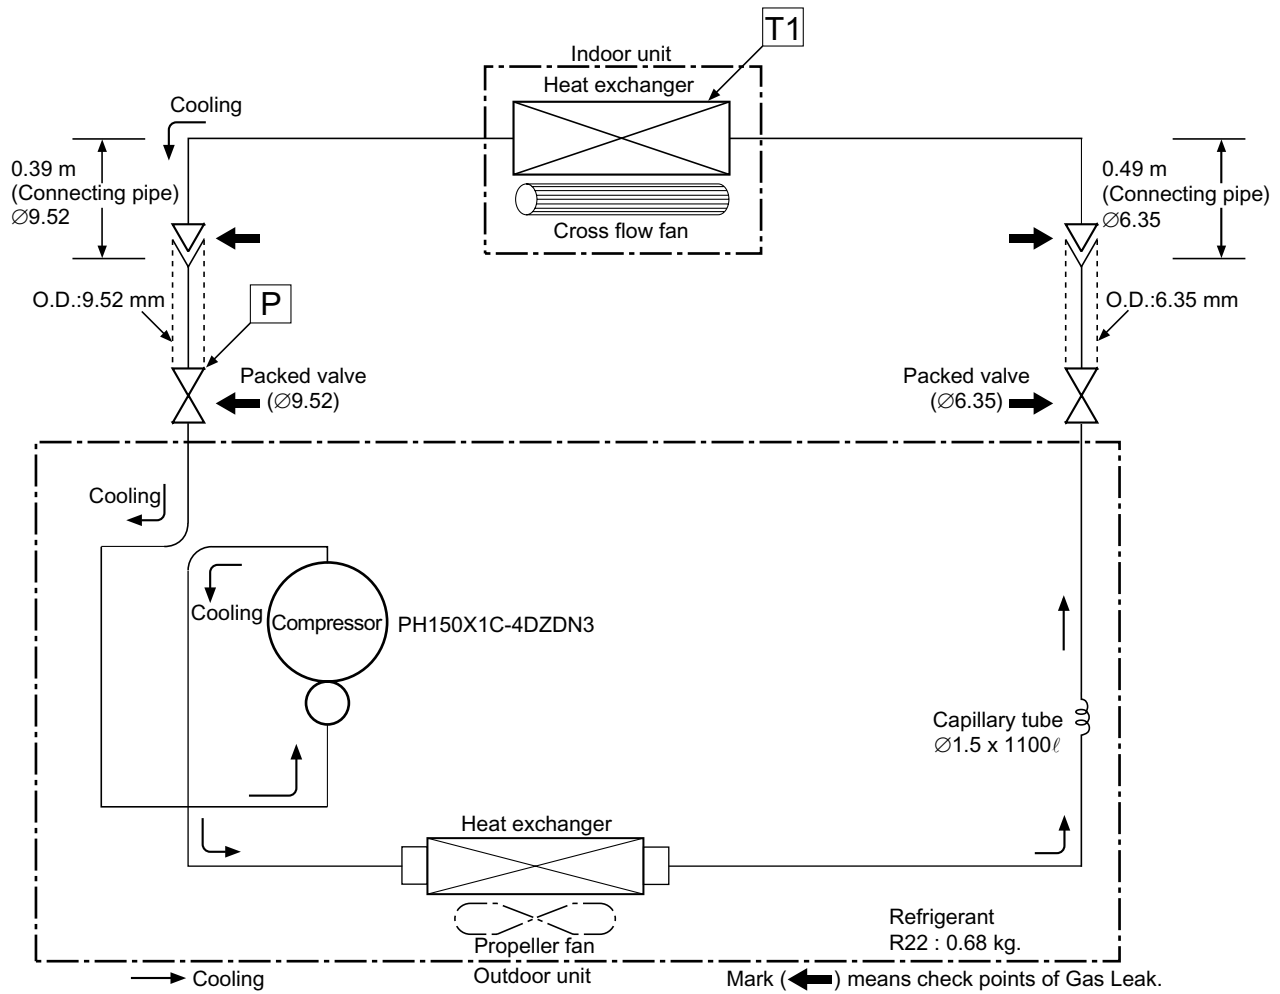 T1
Indoor unit
Heat exchanger
Cooling
0.39 m
(Connecting pipe)
∅9.52
0.49 m
(Connecting pipe)
∅6.35
Cross flow fan
O.D.:9.52 mm
P
O.D.:6.35 mm
Packed valve
(∅9.52)
Packed valve
(∅6.35)
Cooling
Cooling
Compressor
PH150X1C-4DZDN3
Capillary tube
∅1.5 x 1100ℓ
Heat exchanger
Propeller fan
Refrigerant
R22 : 0.68 kg.
Cooling
Outdoor unit
Mark ( ) means check points of Gas Leak.